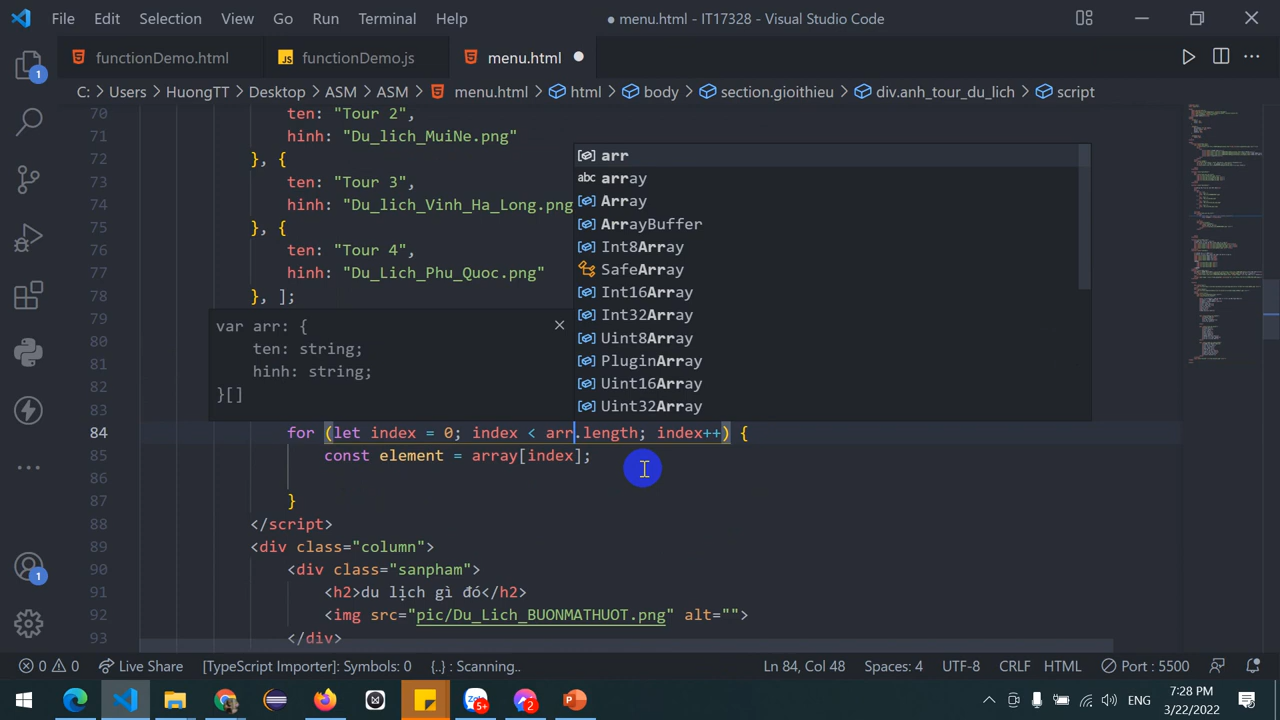 File Edit Selection View Go Run Terminal Help
● menu.html - IT17328 - Visual Studio Code
functionDemo.html
JS functionDemo.js
menu.html ●
C: > Users > HuongTT > Desktop > ASM > ASM > menu.html > html > body > section.gioithieu > div.anh_tour_du_lich > script
1
70 ten: "Tour 2",
71 hinh: "Du_lich_MuiNe.png"
72 }, {
73 ten: "Tour 3",
74 hinh: "Du_lich_Vinh_Ha_Long.png
75 }, {
76 ten: "Tour 4",
77 hinh: "Du_Lich_Phu_Quoc.png"
78 }, ];
79
80
81
82
83
arr
abc array
Array
ArrayBuffer
Int8Array
SafeArray
Int16Array
Int32Array
Uint8Array
PluginArray
Uint16Array
Uint32Array
var arr: {
ten: string;
hinh: string;
}[]
84 for (let index = 0; index < arr.length; index++) {
85 const element = array[index];
86
87 }
88 </script>
89 <div class="column">
90 <div class="sanpham">
91 <h2>du lịch gì đó</h2>
92 <img src="pic/Du_Lich_BUONMATHUOT.png" alt="">
93 </div>
1
0 0 Live Share [TypeScript Importer]: Symbols: 0 {..} : Scanning.. Ln 84, Col 48 Spaces: 4 UTF-8 CRLF HTML Port : 5500
Zalo 5+ 2 ENG 7:28 PM
3/22/2022